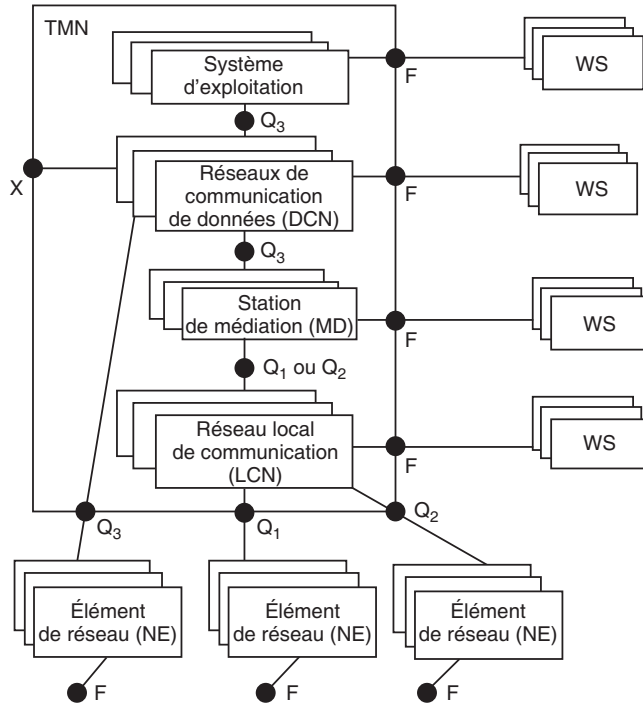 TMN
Système
d'exploitation
F
WS
Q3
X
Réseaux de
communication
de données (DCN)
F
WS
Q3
Station
de médiation (MD)
F
WS
Q1 ou Q2
Réseau local
de communication
(LCN)
F
WS
Q3
Q1
Q2
Élément
de réseau (NE)
Élément
de réseau (NE)
Élément
de réseau (NE)
F
F
F